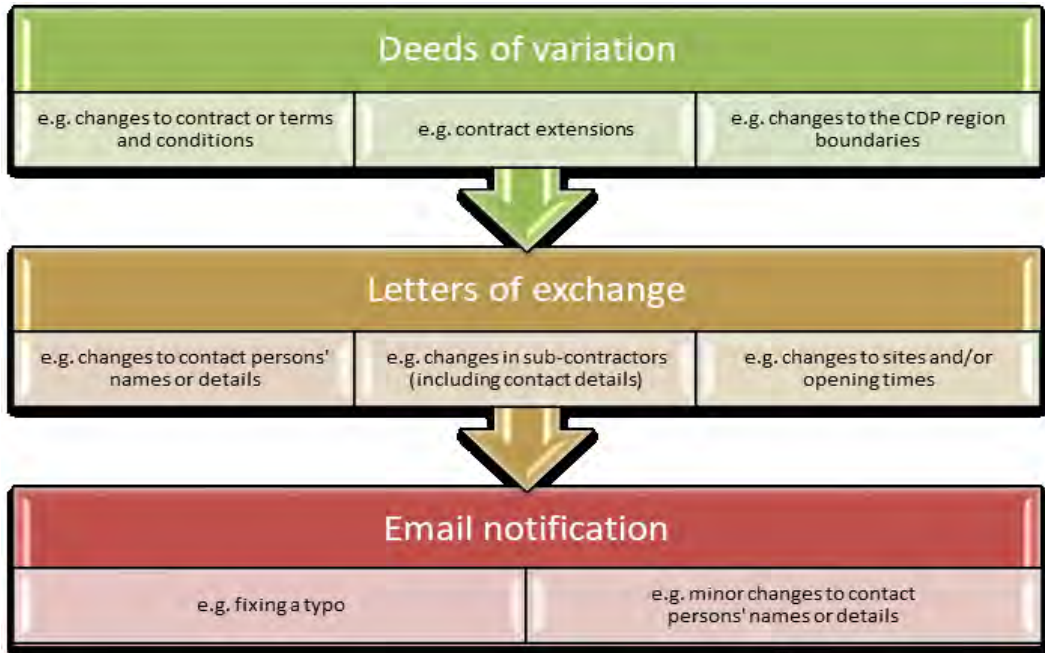 Deeds of variation
e.g. changes to contract or terms
and conditions
e.g. contract extensions
e.g. changes to the CDP region
boundaries
Letters of exchange
e.g. changes to contact persons'
names or details
e.g. changes in sub-contractors
(including contact details)
e.g. changes to sites and/or
opening times
Email notification
e.g. fixing a typo
e.g. minor changes to contact
persons' names or details